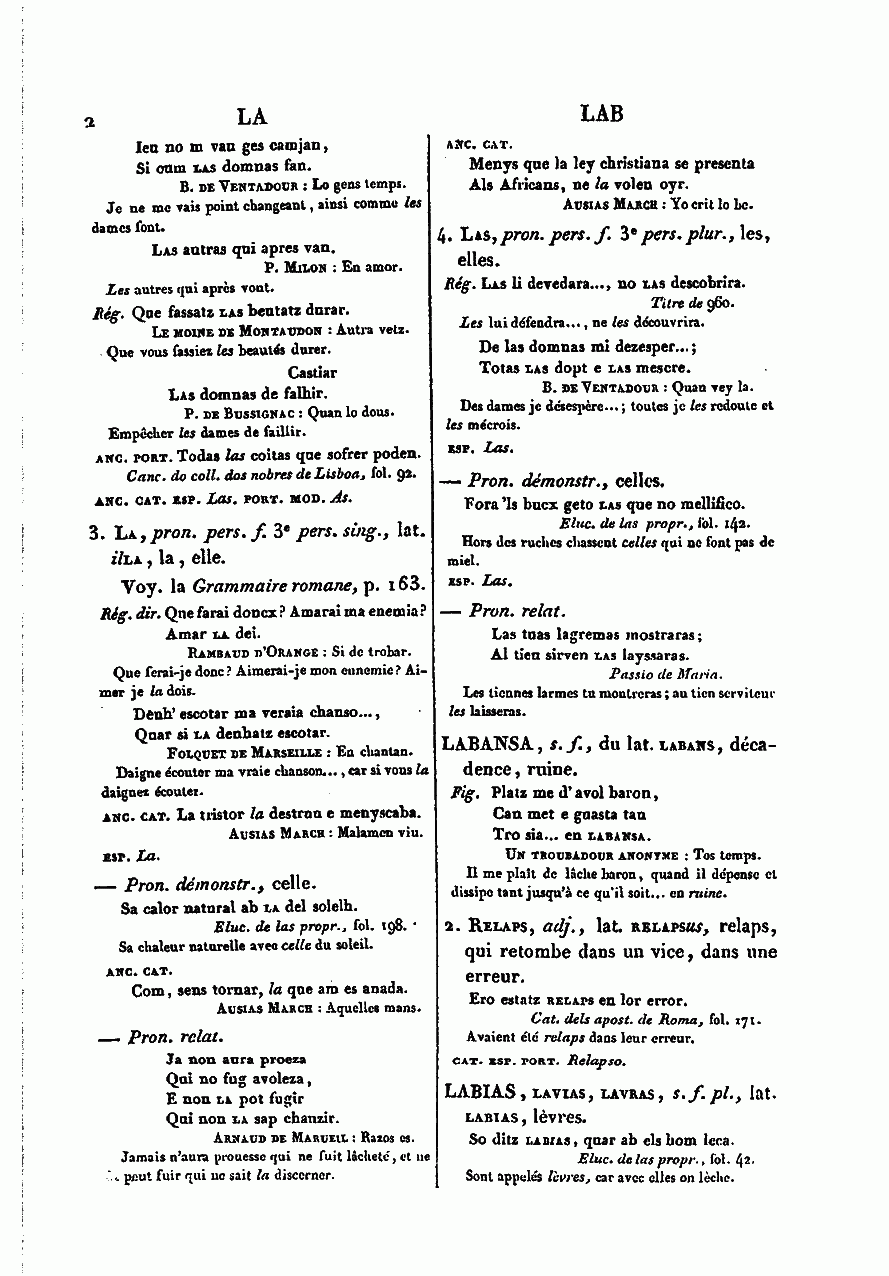 2
LA
LAB
Ieu no m van ges camjan,
Si cum LAS domnas fan.
B. DE VENTADOUR : Lo gens temps.
Je ne me vais point changeant, ainsi comme les
dames font.
LAS autras qui apres van.
P. MILON : En amor.
Les autres qui après vont.
Rég. Que fassatz LAS beutatz durar.
LE MOINE DE MONTAUDON : Autra vetz.
Que vous fassiez les beautés durer.
Castiar
LAS domnas de falhir.
P. DE BUSSIGNAC : Quan lo dous.
Empêcher les dames de faillir.
ANC. PORT. Todas las coitas que sofrer poden.
Canc. do coll. dos nobres de Lisboa, fol. 92.
ANC. CAT. ESP. Las. PORT. MOD. As.
3. LA, pron. pers. f. 3e pers. sing., lat.
ilLA, la, elle.
Voy. la Grammaire romane, p. 163.
Rég. dir. Que farai doncx? Amarai ma enemia?
Amar LA dei.
RAMBAUD D'ORANGE : Si de trobar.
Que ferai-je donc? Aimerai-je mon ennemie? Ai-
mer je la dois.
Denh' escotar ma veraia chanso...,
Quar si LA denhatz escotar.
FOLQUET DE MARSEILLE : En chantan.
Daigne écouter ma vraie chanson..., car si vous la
daignez écouter.
ANC. CAT. La tristor la destrou e menyscaba.
AUSIAS MARCH : Malamen viu.
ESP. La.
— Pron. démonstr., celle.
Sa calor natural ab LA del solelh.
Eluc. de las propr., fol. 198.
Sa chaleur naturelle avec celle du soleil.
ANC. CAT.
Com, sens tornar, la que am es anada.
AUSIAS MARCH : Aquelles mans.
— Pron. relat.
Ja non aura proeza
Qui no fug avoleza,
E non LA pot fugir
Qui non LA sap chauzir.
ARNAUD DE MARUEIL : Razos es.
Jamais n'aura prouesse qui ne fuit lâcheté, et ne
la peut fuir qui ne sait la discerner.
ANC. CAT.
Menys que la ley christiana se presenta
Als Africans, ne la volen oyr.
AUSIAS MARCH : Yo crit lo be.
4. LAS, pron. pers. f. 3e pers. plur., les,
elles.
Rég. LAS li devedara..., no LAS descobrira.
Titre de 960.
Les lui défendra..., ne les découvrira.
De las domnas mi dezesper...;
Totas LAS dopt e LAS mescre.
B. DE VENTADOUR : Quan vey la.
Des dames je désespère...; toutes je les redoute et
les mécrois.
ESP. Las.
— Pron. démonstr., celles.
Fora 'ls bucx geto LAS que no mellifico.
Eluc. de las propr., fol. 142.
Hors des ruches chassent celles qui ne font pas de
miel.
ESP. Las.
— Pron. relat.
Las tuas lagremas mostraras;
Al tien sirven LAS layssaras.
Passio de Maria.
Les tiennes larmes tu montreras; au tien serviteur
les laisseras.
LABANSA, s. f., du lat. LABANS, déca-
dence, ruine.
Fig. Platz me d'avol baron,
Can met e guasta tan
Tro sia... en LABANSA.
UN TROUBADOUR ANONYME : Tos temps.
Il me plaît de lâche baron, quand il dépense et
dissipe tant jusqu'à ce qu'il soit... en ruine.
2. RELAPS, adj., lat. RELAPSus, relaps,
qui retombe dans un vice, dans une
erreur.
Ero estatz RELAPS en lor error.
Cat. dels apost. de Roma, fol. 171.
Avaient été relaps dans leur erreur.
CAT. ESP. PORT. Relapso.
LABIAS, LAVIAS, LAVRAS, s. f. pl., lat.
LABIAS, lèvres.
So ditz LABIAS, quar ab els hom leca.
Eluc. de las propr., fol. 42.
Sont appelés lèvres, car avec elles on lèche.